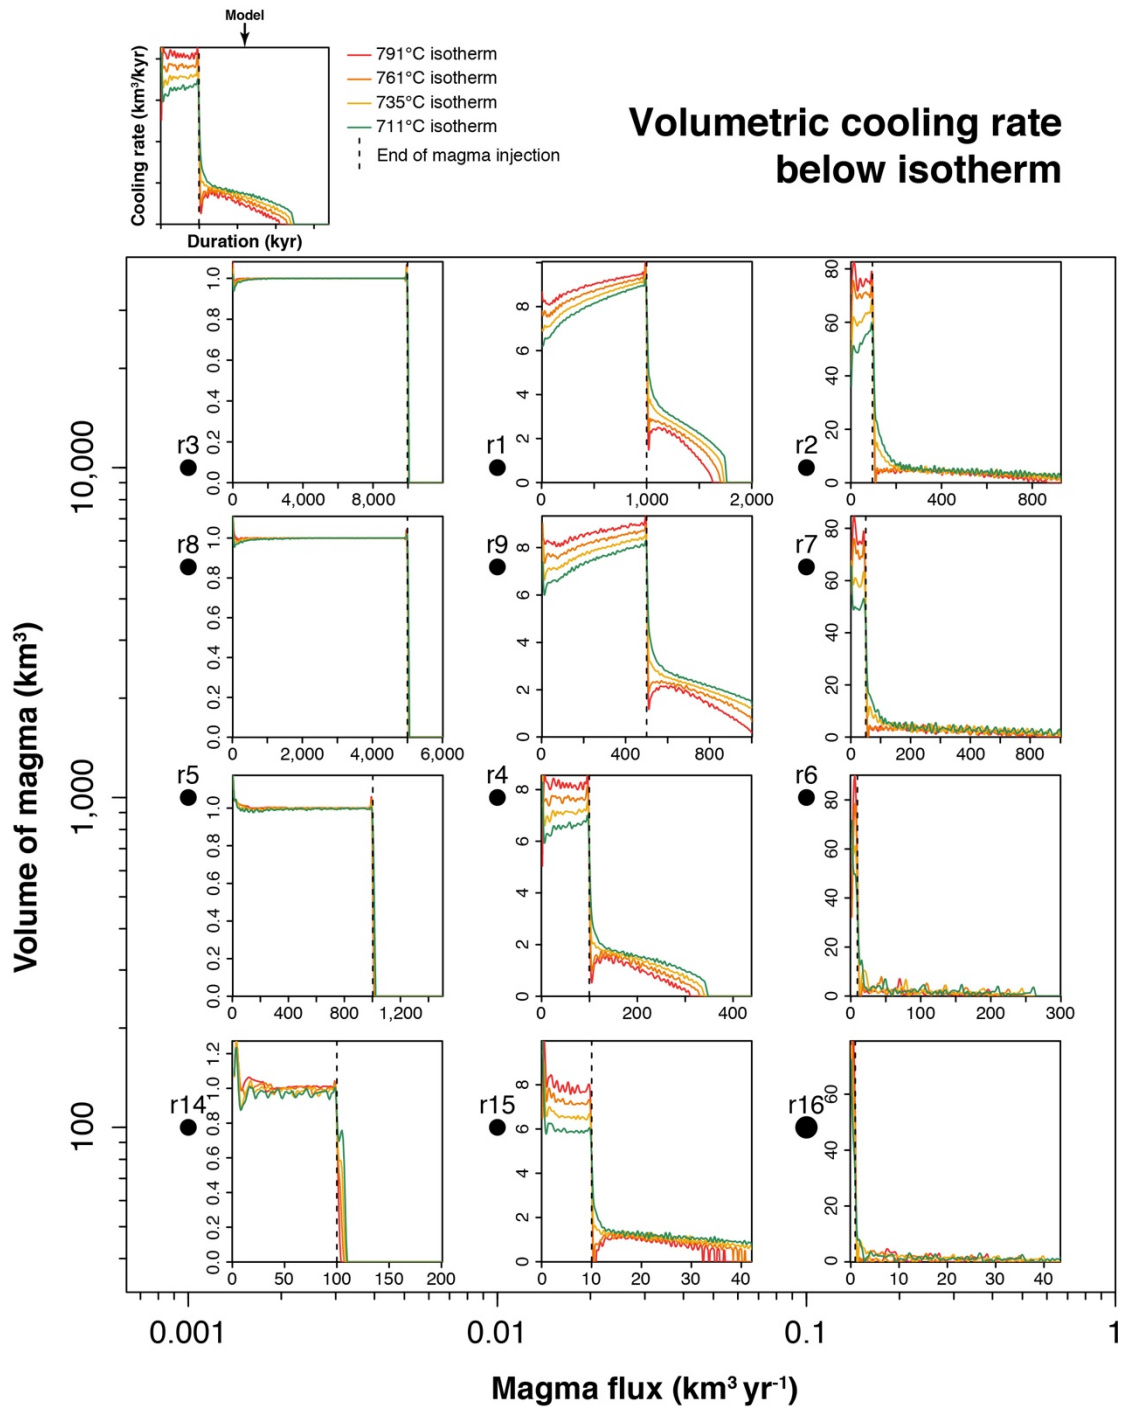 Model
Cooling rate (km³/kyr)
Duration (kyr)
791°C isotherm
761°C isotherm
735°C isotherm
711°C isotherm
End of magma injection
Volumetric cooling rate
below isotherm
r3
0.0 0.2 0.4 0.6 0.8 1.0
0 4,000 8,000
r1
0 2 4 6 8
0 1,000 2,000
r2
0 20 40 60 80
0 400 800
r8
0.0 0.2 0.4 0.6 0.8 1.0
0 2,000 4,000 6,000
r9
0 2 4 6 8
0 400 800
r7
0 20 40 60 80
0 200 400 600
r5
0.0 0.2 0.4 0.6 0.8 1.0
0 400 800 1,200
r4
0 2 4 6 8
0 200 400
r6
0 20 40 60 80
0 100 200 300
r14
0.0 0.2 0.4 0.6 0.8 1.0 1.2
0 50 100 150 200
r15
0 2 4 6 8
0 10 20 30 40
r16
0 20 40 60
0 10 20 30 40
Volume of magma (km³)
10,000
1,000
100
0.001 0.01 0.1 1
Magma flux (km³ yr⁻¹)